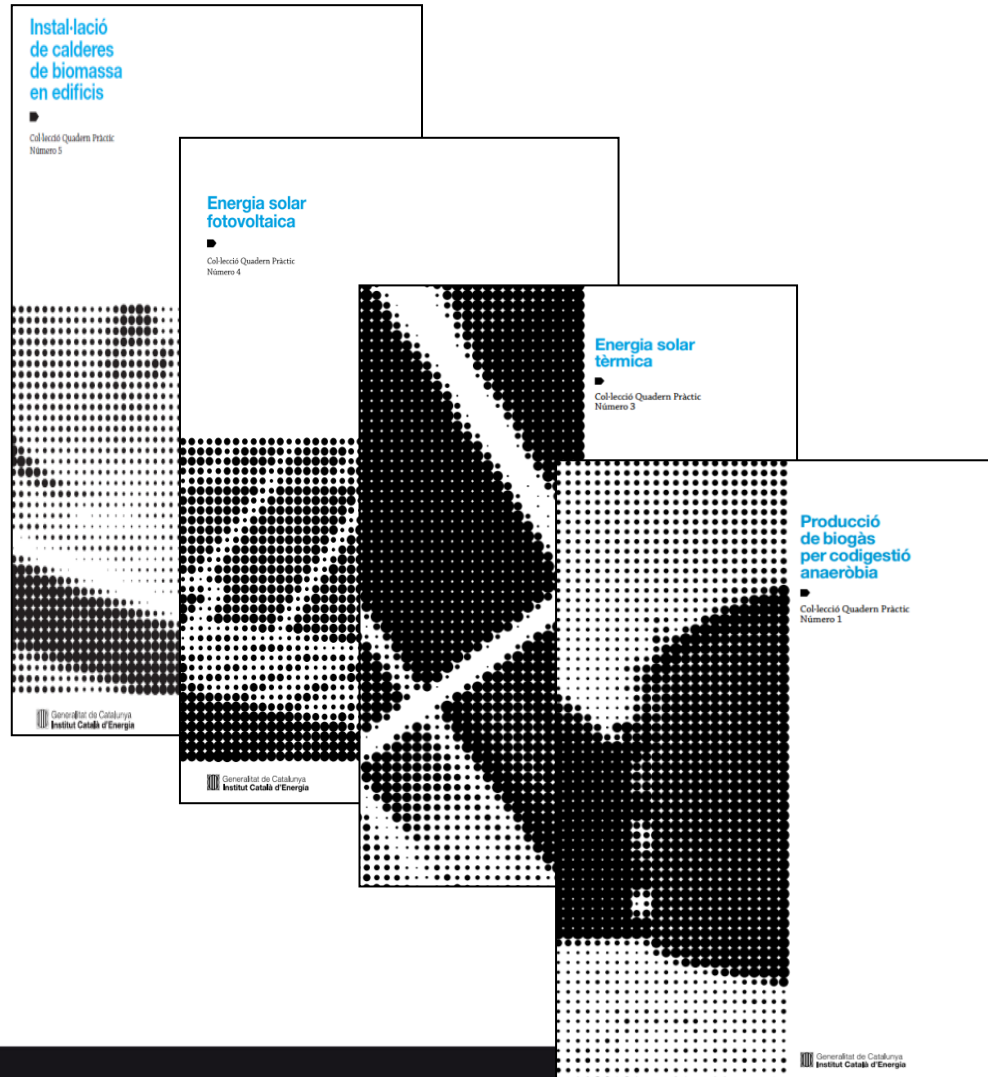 Instal·lació
de calderes
de biomassa
en edificis
Col·lecció Quadern Pràctic
Número 5
Generalitat de Catalunya
Institut Català d'Energia
Energia solar
fotovoltaica
Col·lecció Quadern Pràctic
Número 4
Generalitat de Catalunya
Institut Català d'Energia
Energia solar
tèrmica
Col·lecció Quadern Pràctic
Número 3
Producció
de biogàs
per codigestió
anaeròbia
Col·lecció Quadern Pràctic
Número 1
Generalitat de Catalunya
Institut Català d'Energia